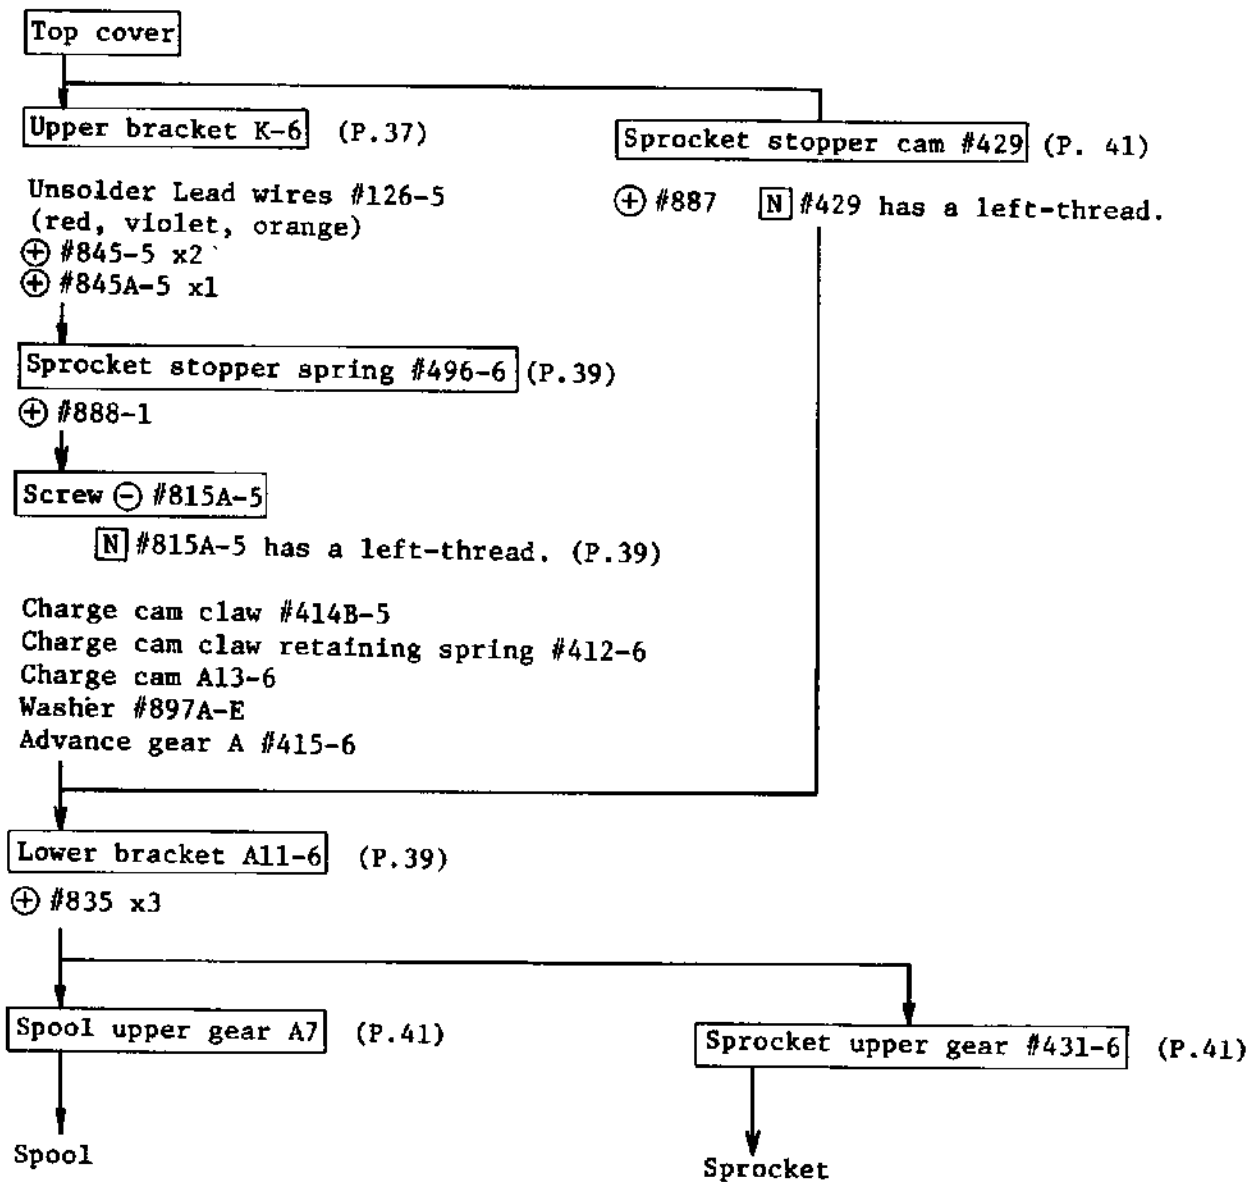 Top cover
Upper bracket K-6 (P.37)
Unsolder Lead wires #126-5
(red, violet, orange)
⊕ #845-5 x2
⊕ #845A-5 x1
Sprocket stopper cam #429 (P. 41)
⊕ #887 N #429 has a left-thread.
Sprocket stopper spring #496-6 (P.39)
⊕ #888-1
Screw ⊖ #815A-5
N #815A-5 has a left-thread. (P.39)
Charge cam claw #414B-5
Charge cam claw retaining spring #412-6
Charge cam A13-6
Washer #897A-E
Advance gear A #415-6
Lower bracket A11-6 (P.39)
⊕ #835 x3
Spool upper gear A7 (P.41)
Sprocket upper gear #431-6 (P.41)
Spool
Sprocket